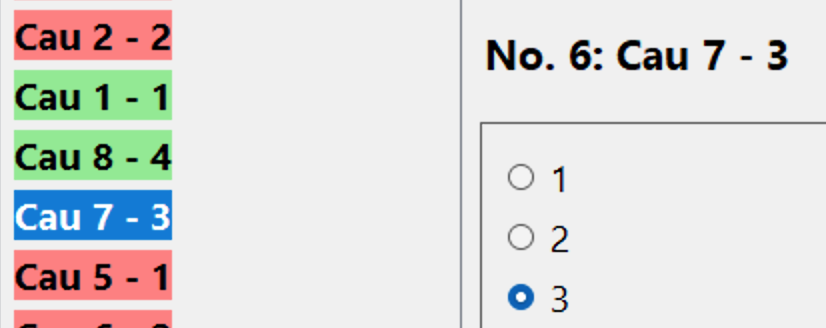 Cau 2 - 2
Cau 1 - 1
Cau 8 - 4
Cau 7 - 3
Cau 5 - 1
No. 6: Cau 7 - 3
1
2
3